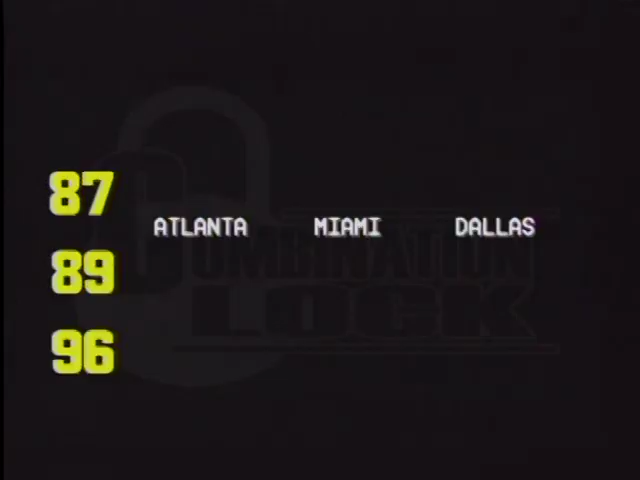 87
ATLANTA MIAMI DALLAS
89
96
COMBINATION
LOCK